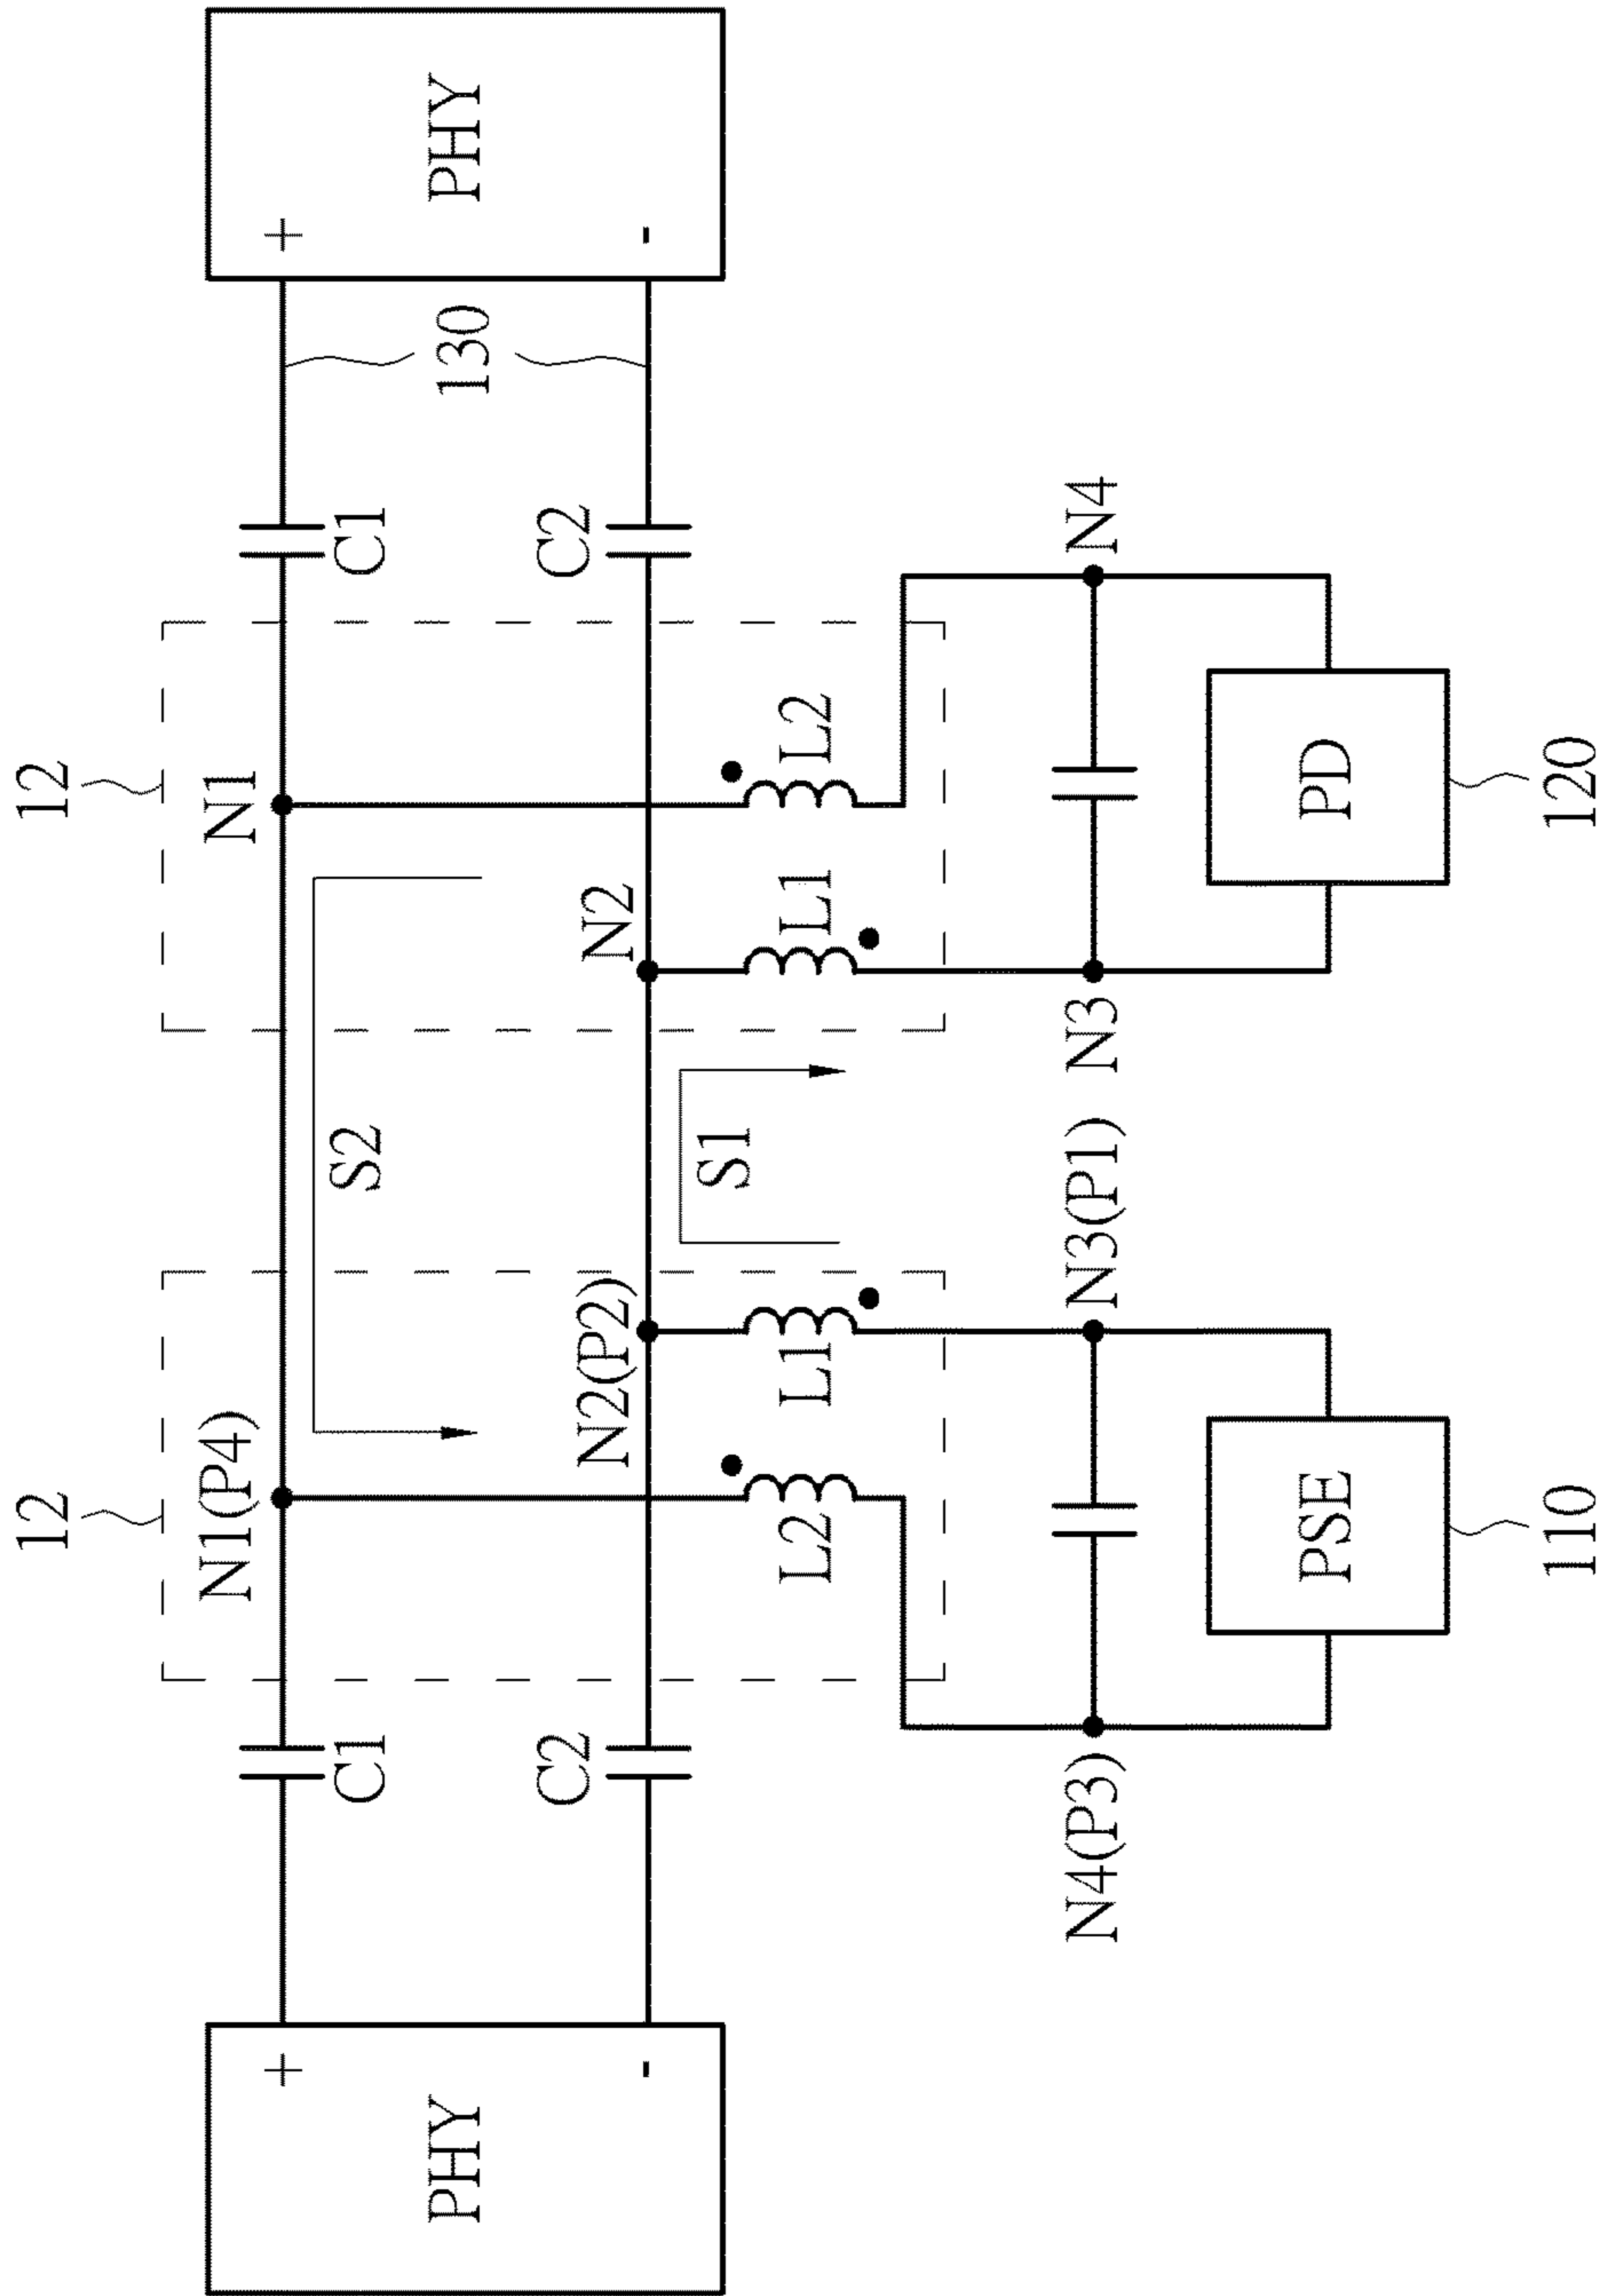 12
12
N1(P4)
N1
+
+
C1
S2
C1
PHY
130
PHY
C2
C2
N2(P2)
N2
-
-
S1
L2
L1
L1
L2
N4(P3)
N3(P1)
N3
N4
PSE
PD
110
120